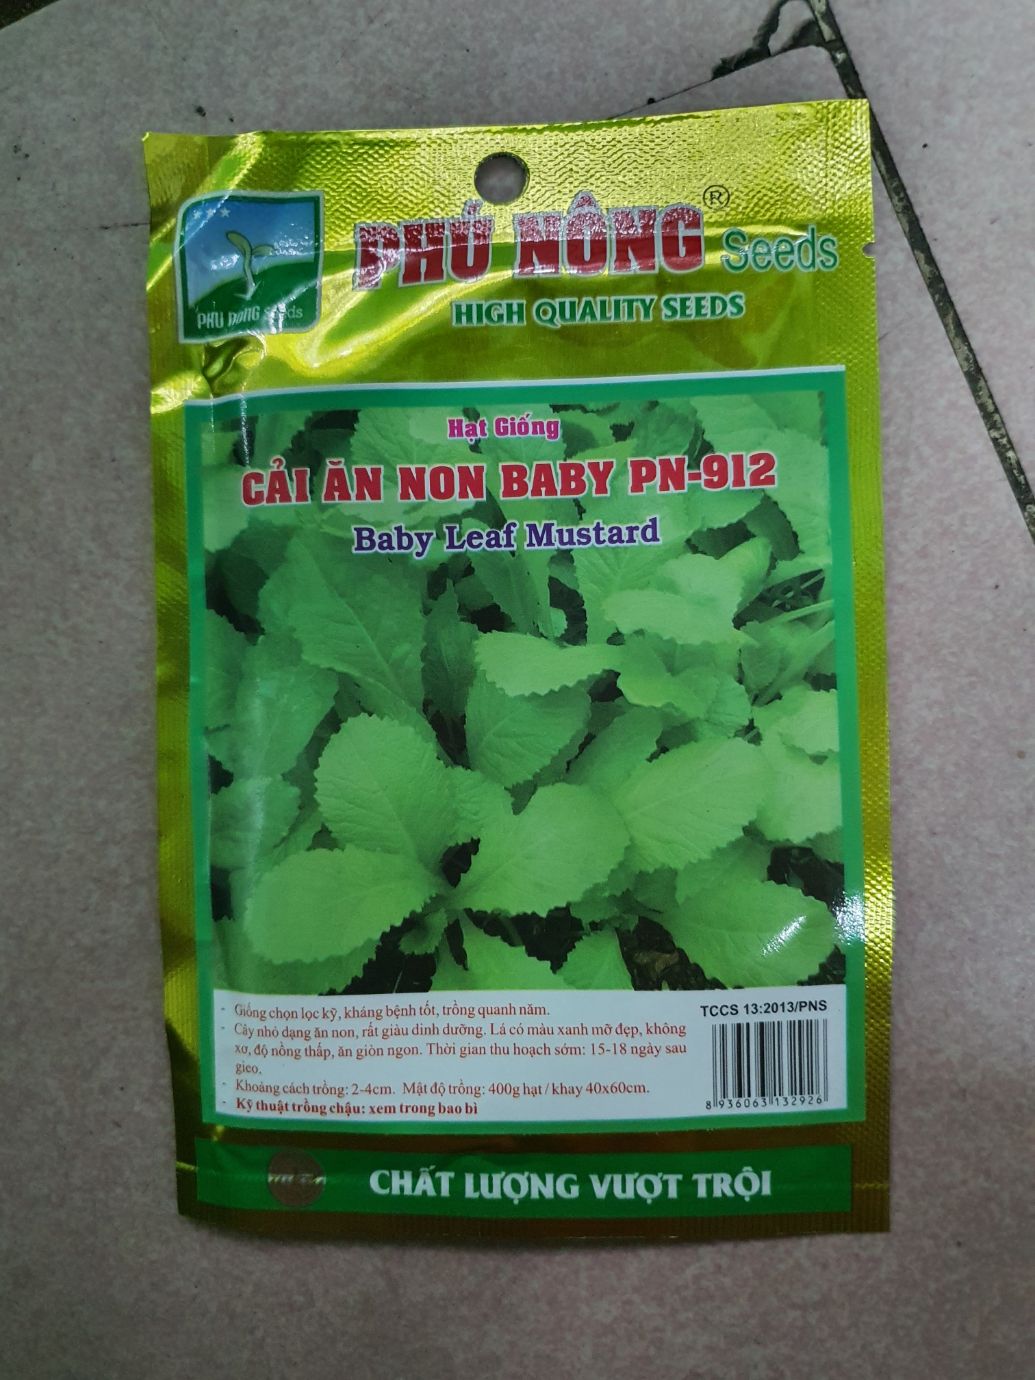 PHÚ NÔNG Seeds
PHÚ NÔNG ® Seeds
HIGH QUALITY SEEDS
Hạt Giống
CẢI ĂN NON BABY PN-912
Baby Leaf Mustard
- Giống chọn lọc kỹ, kháng bệnh tốt, trồng quanh năm.
- Cây nhỏ dạng ăn non, rất giàu dinh dưỡng. Lá có màu xanh mỡ đẹp, không
xơ, độ nồng thấp, ăn giòn ngon. Thời gian thu hoạch sớm: 15-18 ngày sau
gieo.
- Khoảng cách trồng: 2-4cm. Mật độ trồng: 400g hạt / khay 40x60cm.
- Kỹ thuật trồng chậu: xem trong bao bì
TCCS 13:2013/PNS
8 936063 132926
CHẤT LƯỢNG VƯỢT TRỘI